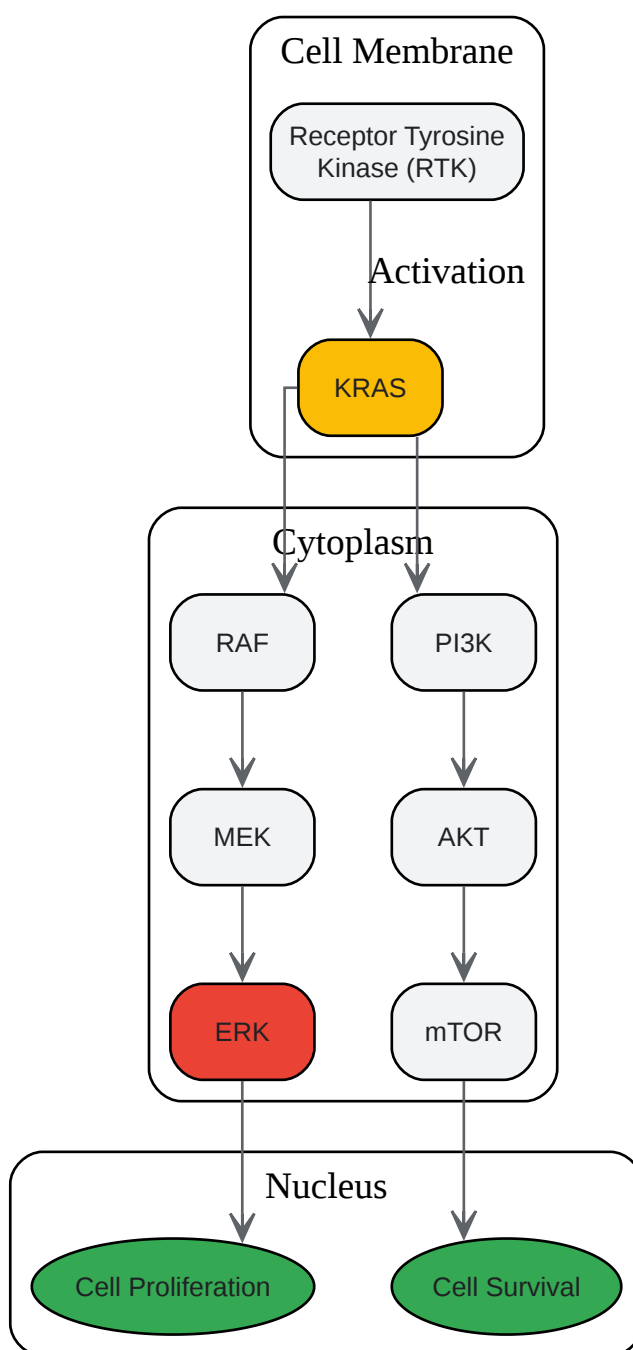 Cell Membrane
Receptor Tyrosine
Kinase (RTK)
Activation
KRAS
Cytoplasm
RAF
PI3K
MEK
AKT
ERK
mTOR
Nucleus
Cell Proliferation
Cell Survival